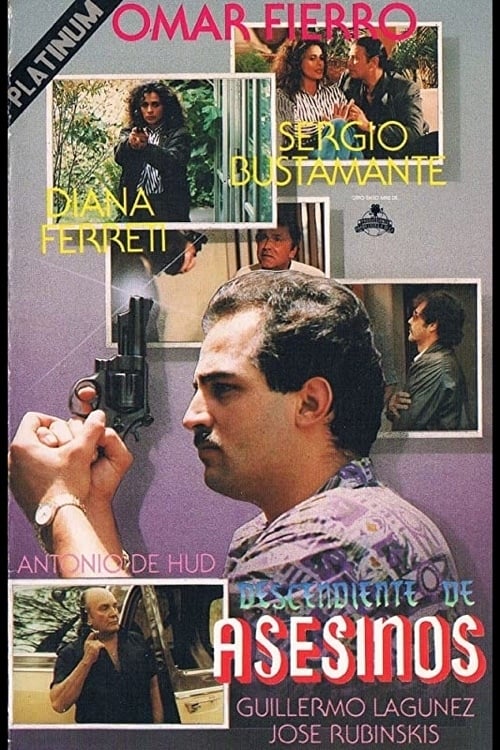 PLATINUM
OMAR FIERRO
SERGIO
BUSTAMANTE
DIANA
FERRETI
ANTONIO DE HUD
DESCENDIENTE DE
ASESINOS
GUILLERMO LAGUNEZ
JOSE RUBINSKIS